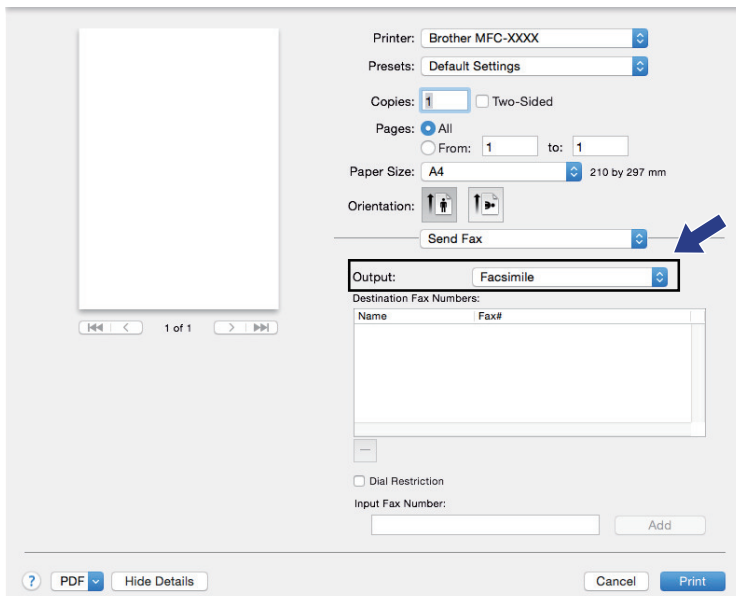 Printer: Brother MFC-XXXX
Presets: Default Settings
Copies: 1 Two-Sided
Pages: All
From: 1 to: 1
Paper Size: A4 210 by 297 mm
Orientation:
Send Fax
Output: Facsimile
Destination Fax Numbers:
Name Fax#
1 of 1
Dial Restriction
Input Fax Number:
Add
? PDF Hide Details Cancel Print